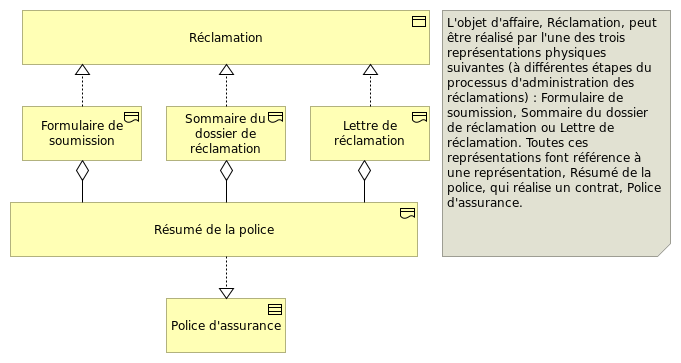 Réclamation
Formulaire de
soumission
Sommaire du
dossier de
réclamation
Lettre de
réclamation
Résumé de la police
Police d'assurance
L'objet d'affaire, Réclamation, peut
être réalisé par l'une des trois
représentations physiques
suivantes (à différentes étapes du
processus d'administration des
réclamations) : Formulaire de
soumission, Sommaire du dossier
de réclamation ou Lettre de
réclamation. Toutes ces
représentations font référence à
une représentation, Résumé de la
police, qui réalise un contrat, Police
d'assurance.